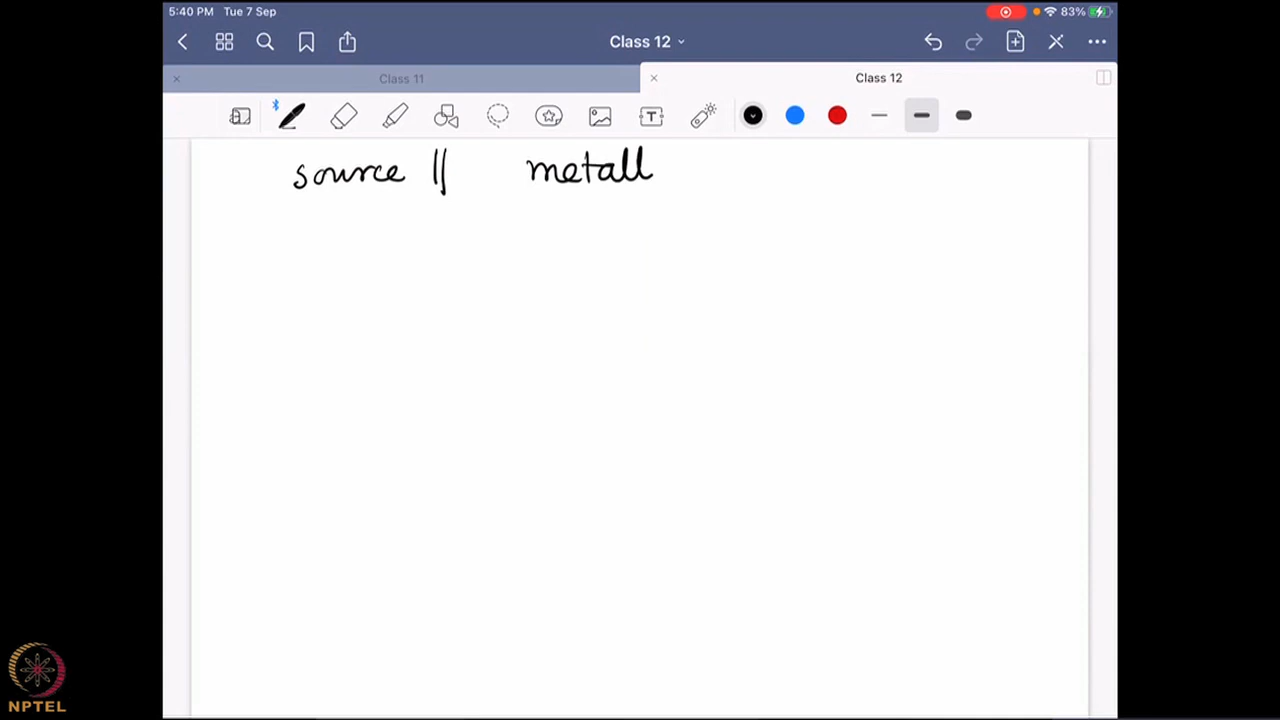 5:40 PM Tue 7 Sep 83%
Class 12
Class 11 Class 12
T
source || metall
NPTEL